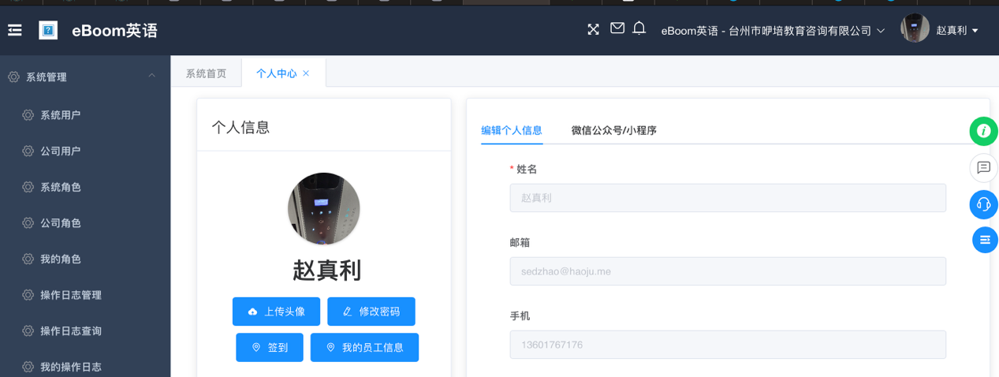 eBoom英语
eBoom英语 - 台州市咿培教育咨询有限公司
赵真利
系统管理
系统用户
公司用户
系统角色
公司角色
我的角色
操作日志管理
操作日志查询
我的操作日志
系统首页
个人中心
个人信息
赵真利
上传头像
修改密码
签到
我的员工信息
编辑个人信息
微信公众号/小程序
* 姓名
赵真利
邮箱
sedzhao@haoju.me
手机
13601767176